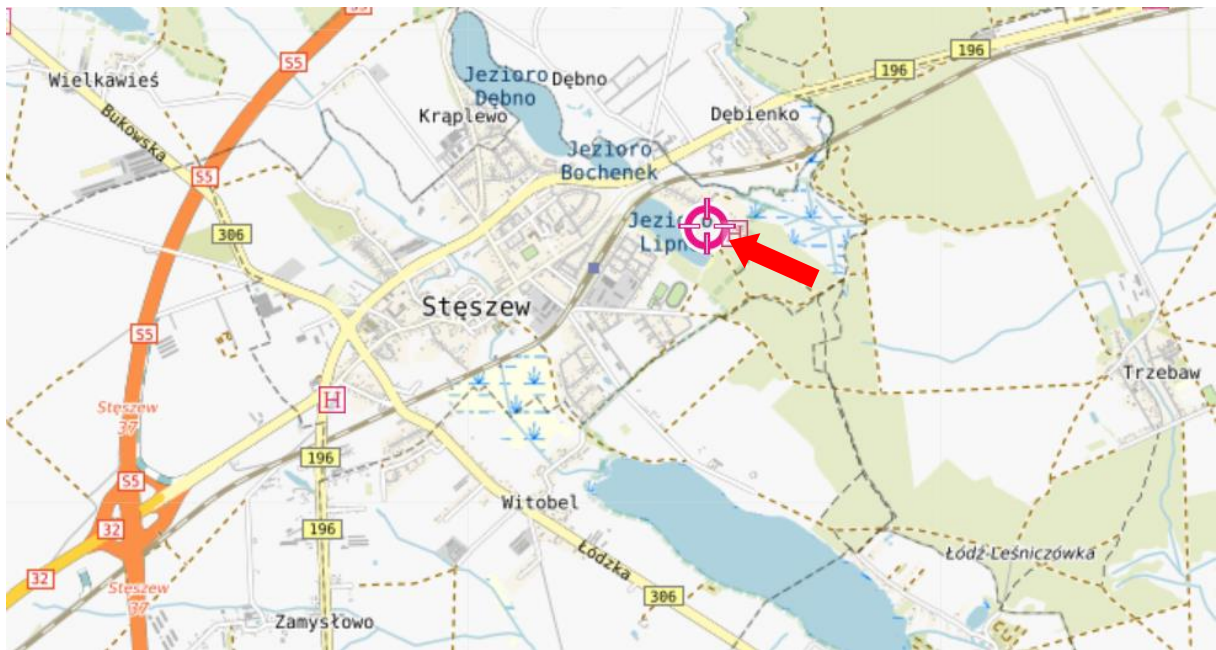 S5
196
196
Wielkawieś
Jezioro
Dębno
Dębno
Krąplewo
Dębienko
Bukowska
Jezioro
Bochenek
S5
306
Jezioro
H
Stęszew
S5
Trzebaw
Stęszew
37
H
196
S5
Witobel
32
196
Łódzka
Łódź-Leśniczówka
32
Stęszew
37
306
Zamysłowo